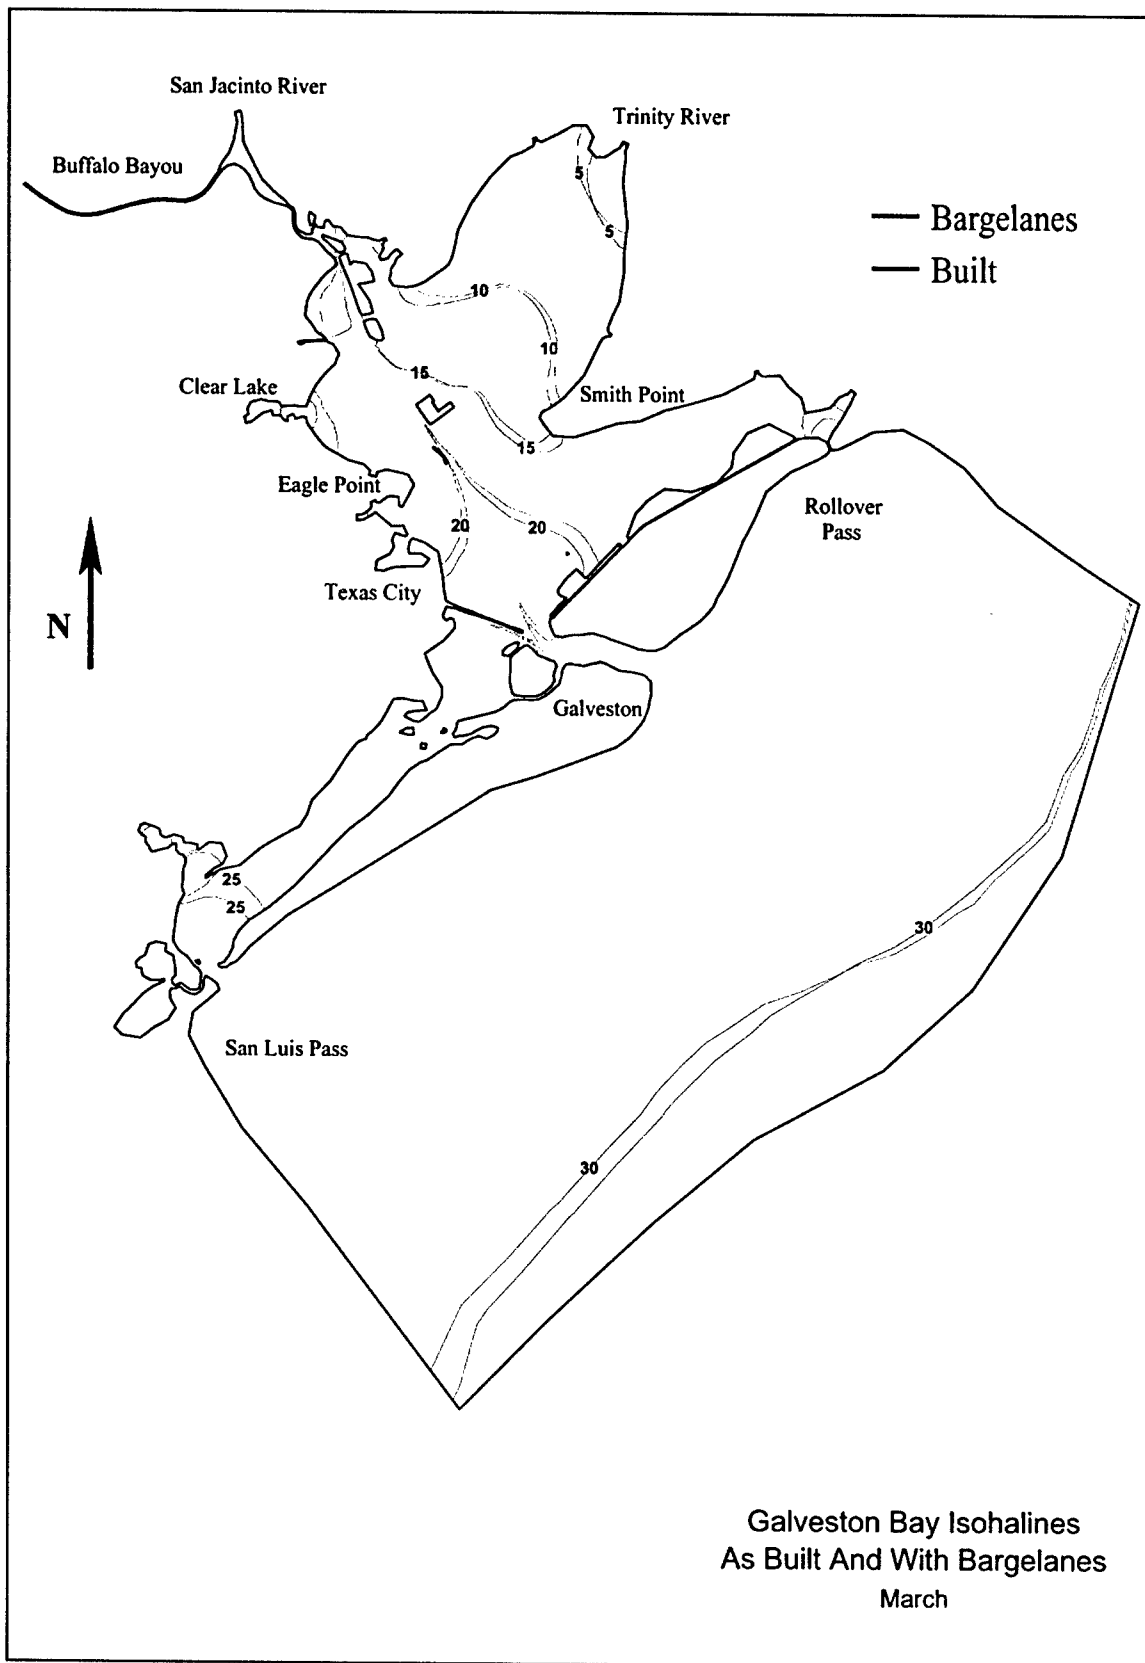 San Jacinto River
Trinity River
Buffalo Bayou
5
Bargelanes
5
Built
10
10
15
Clear Lake
Smith Point
15
Eagle Point
20
20
Rollover
Pass
Texas City
N
Galveston
25
25
30
San Luis Pass
30
Galveston Bay Isohalines
As Built And With Bargelanes
March